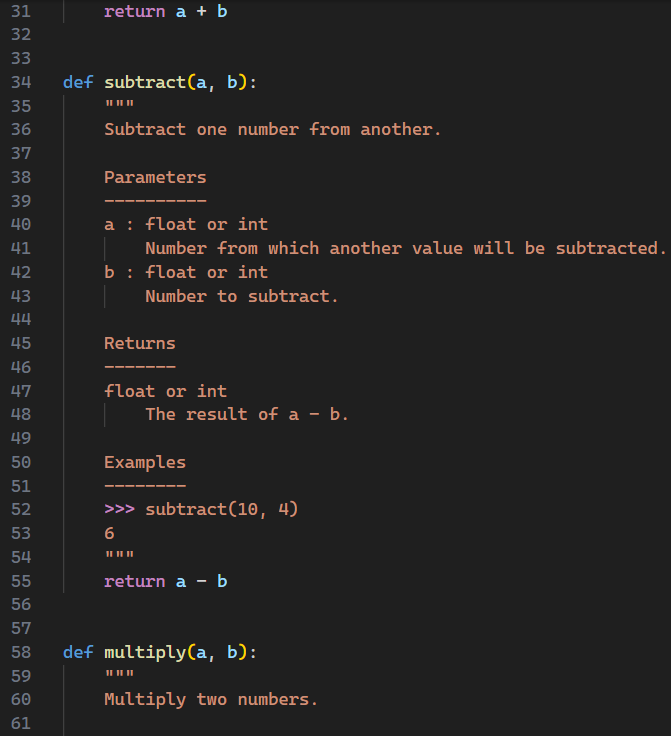 31 return a + b
32
33
34 def subtract(a, b):
35 """
36 Subtract one number from another.
37
38 Parameters
39 ----------
40 a : float or int
41 Number from which another value will be subtracted.
42 b : float or int
43 Number to subtract.
44
45 Returns
46 -------
47 float or int
48 The result of a - b.
49
50 Examples
51 --------
52 >>> subtract(10, 4)
53 6
54 """
55 return a - b
56
57
58 def multiply(a, b):
59 """
60 Multiply two numbers.
61